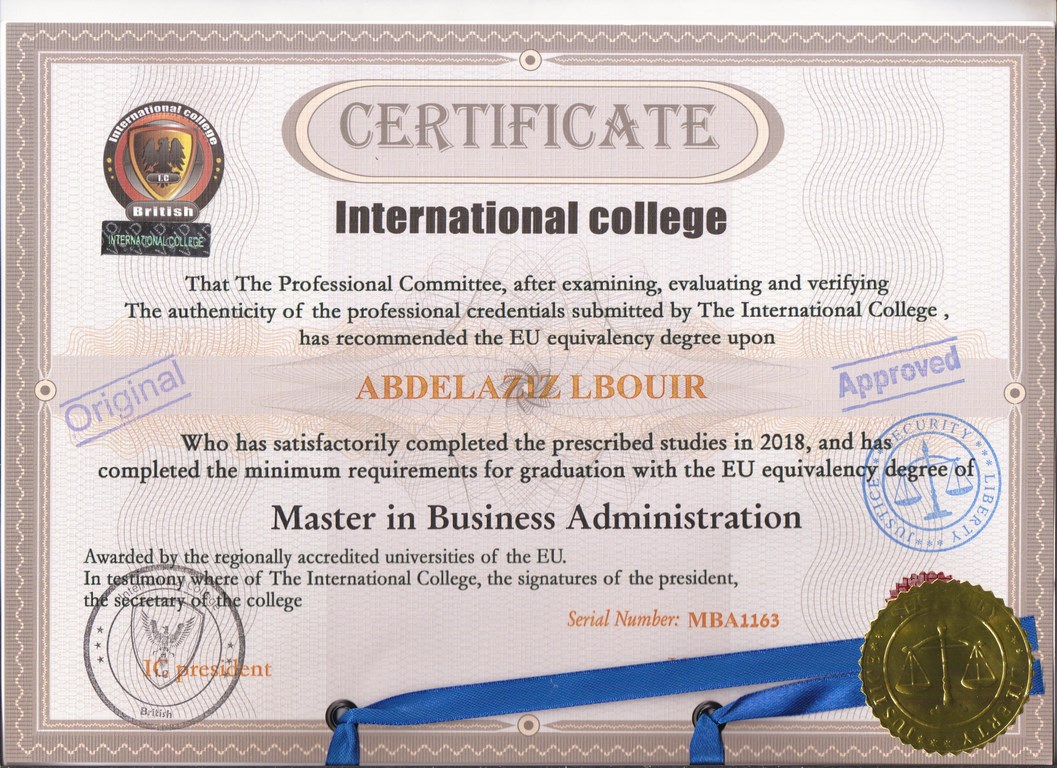 CERTIFICATE
International college
I.C
British
INTERNATIONAL COLLEGE
International college
That The Professional Committee, after examining, evaluating and verifying
The authenticity of the professional credentials submitted by The International College ,
has recommended the EU equivalency degree upon
Original
ABDELAZIZ LBOUIR
Approved
Who has satisfactorily completed the prescribed studies in 2018, and has
completed the minimum requirements for graduation with the EU equivalency degree of
SECURITY
LIBERTY
JUSTICE
Master in Business Administration
Awarded by the regionally accredited universities of the EU.
In testimony where of The International College, the signatures of the president,
the secretary of the college
Serial Number: MBA1163
IC president
British
JUSTICE